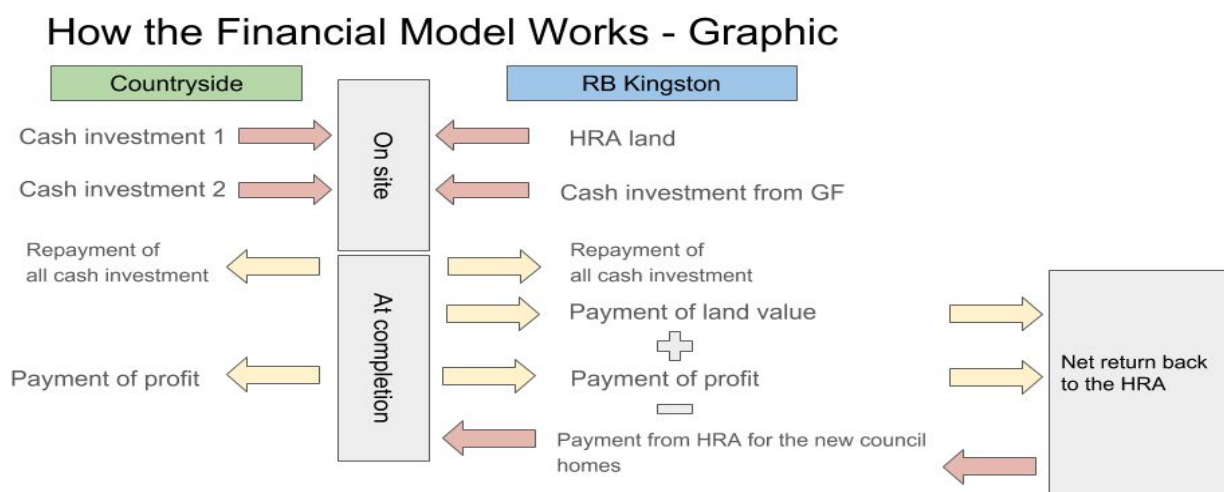 How the Financial Model Works - Graphic
Countryside
RB Kingston
On site
Cash investment 1
HRA land
Cash investment 2
Cash investment from GF
Repayment of
all cash investment
Repayment of
all cash investment
At completion
Payment of land value
Payment of profit
Payment of profit
Net return back
to the HRA
Payment from HRA for the new council
homes